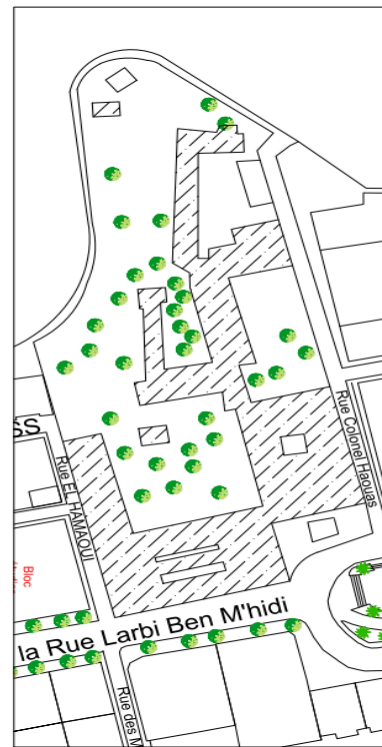 SS
Rue Colonel Haouas
Rue EL HAMAOUI
Bloc
la Rue Larbi Ben M'hidi
Rue des M